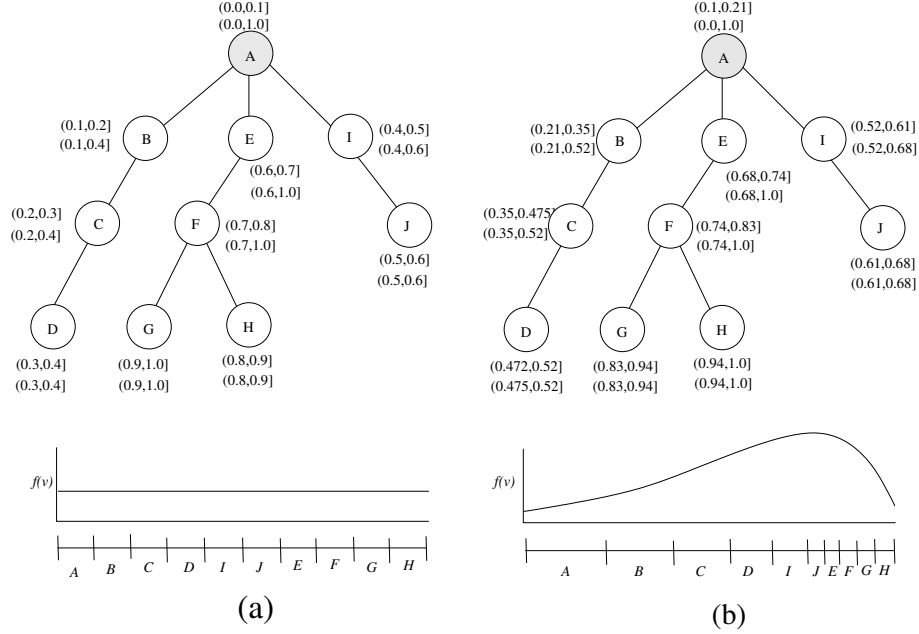 (0.0,0.1]
(0.0,1.0]
A
(0.1,0.2]
(0.1,0.4]
B
E
I
(0.4,0.5]
(0.4,0.6]
(0.6,0.7]
(0.6,1.0]
(0.2,0.3]
(0.2,0.4]
C
F
(0.7,0.8]
(0.7,1.0]
J
(0.5,0.6]
(0.5,0.6]
D
G
H
(0.3,0.4]
(0.3,0.4]
(0.9,1.0]
(0.9,1.0]
(0.8,0.9]
(0.8,0.9]
f(v)
A B C D I J E F G H
(a)
(0.1,0.21]
(0.0,1.0]
A
(0.21,0.35]
(0.21,0.52]
B
E
I
(0.52,0.61]
(0.52,0.68]
(0.68,0.74]
(0.68,1.0]
(0.35,0.475]
(0.35,0.52]
C
F
(0.74,0.83]
(0.74,1.0]
J
(0.61,0.68]
(0.61,0.68]
D
G
H
(0.472,0.52]
(0.475,0.52]
(0.83,0.94]
(0.83,0.94]
(0.94,1.0]
(0.94,1.0]
f(v)
A B C D I J E F G H
(b)